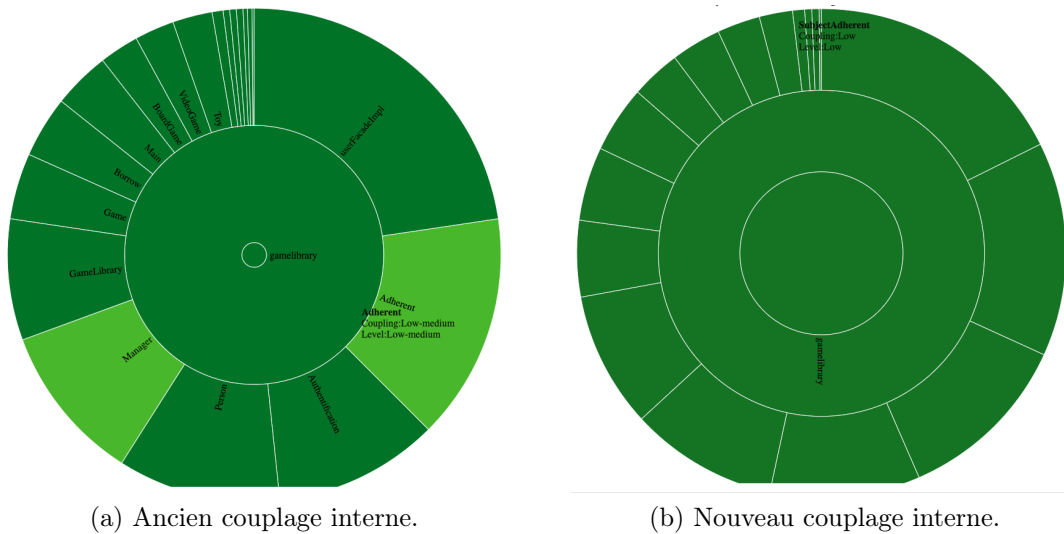 userFacadeImpl
Adherent
Adherent
Coupling:Low-medium
Level:Low-medium
Authentification
Person
Manager
GameLibrary
Game
Borrow
Main
BoardGame
VideoGame
Toy
gamelibrary
(a) Ancien couplage interne.
SubjectAdherent
Coupling:Low
Level:Low
gamelibrary
(b) Nouveau couplage interne.